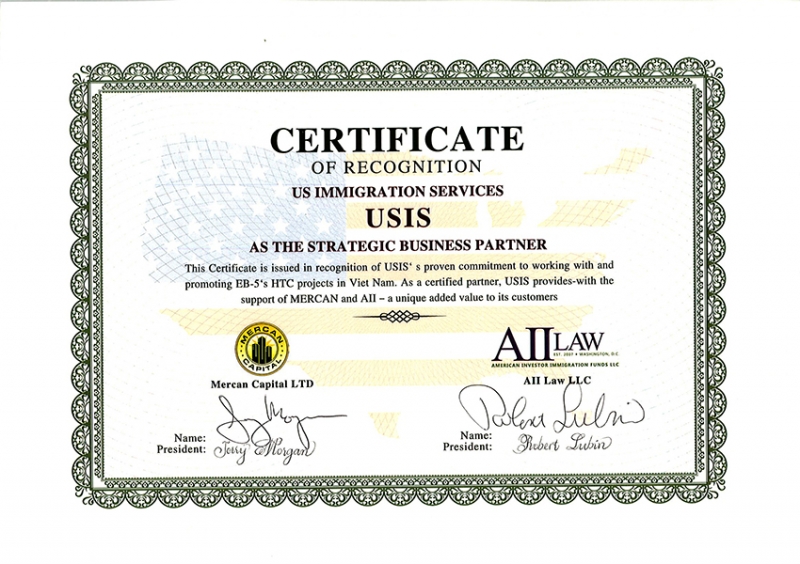 CERTIFICATE
OF RECOGNITION
US IMMIGRATION SERVICES
USIS
AS THE STRATEGIC BUSINESS PARTNER
This Certificate is issued in recognition of USIS‘ s proven commitment to working with and
promoting EB-5‘s HTC projects in Viet Nam. As a certified partner, USIS provides-with the
support of MERCAN and AII – a unique added value to its customers
MERCAN
CAPITAL
Mercan Capital LTD
AII LAW
EST. 2007 • WASHINGTON, D.C
AMERICAN INVESTOR IMMIGRATION FUNDS LLC
AII Law LLC
Jerry Morgan
Name:
President: Jerry Morgan
Robert Lubin
Name:
President: Robert Lubin